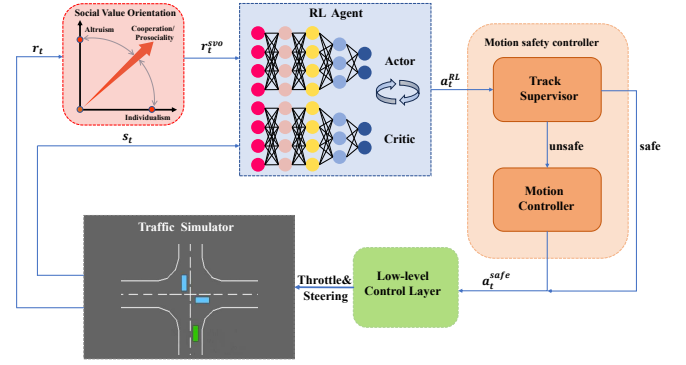 Social Value Orientation
Altruism
Cooperation/
Prosociality
Individualism
r_t
r_t^{svo}
s_t
RL Agent
Actor
Critic
a_t^{RL}
Motion safety controller
Track
Supervisor
unsafe
safe
Motion
Controller
a_t^{safe}
Low-level
Control Layer
Throttle&
Steering
Traffic Simulator